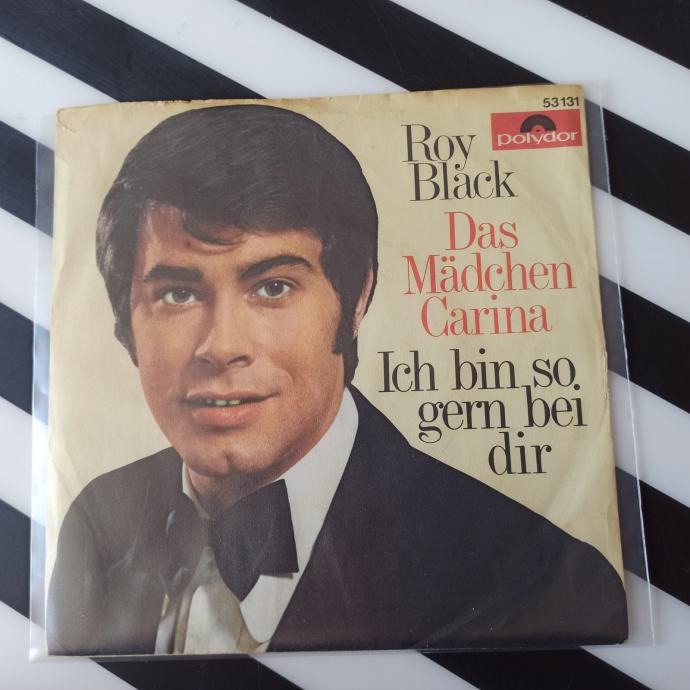 53131
polydor
Roy
Black
Das
Mädchen
Carina
Ich bin so
gern bei
dir